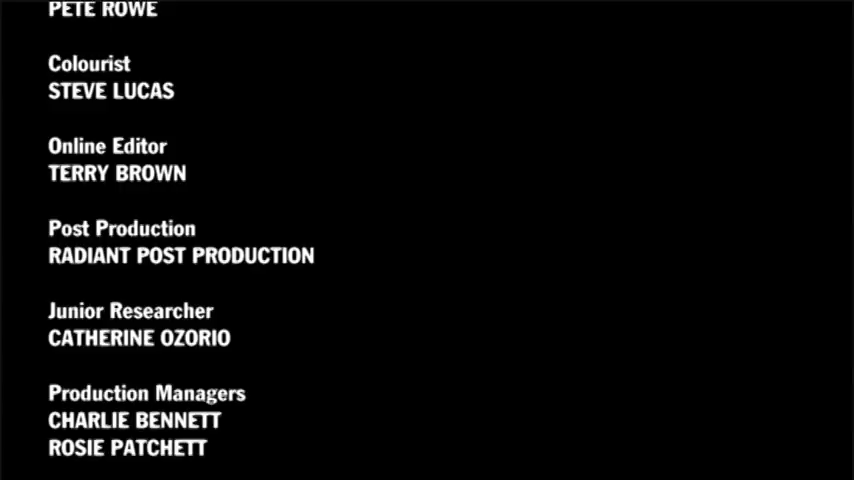 PETE ROWE
Colourist
STEVE LUCAS
Online Editor
TERRY BROWN
Post Production
RADIANT POST PRODUCTION
Junior Researcher
CATHERINE OZORIO
Production Managers
CHARLIE BENNETT
ROSIE PATCHETT